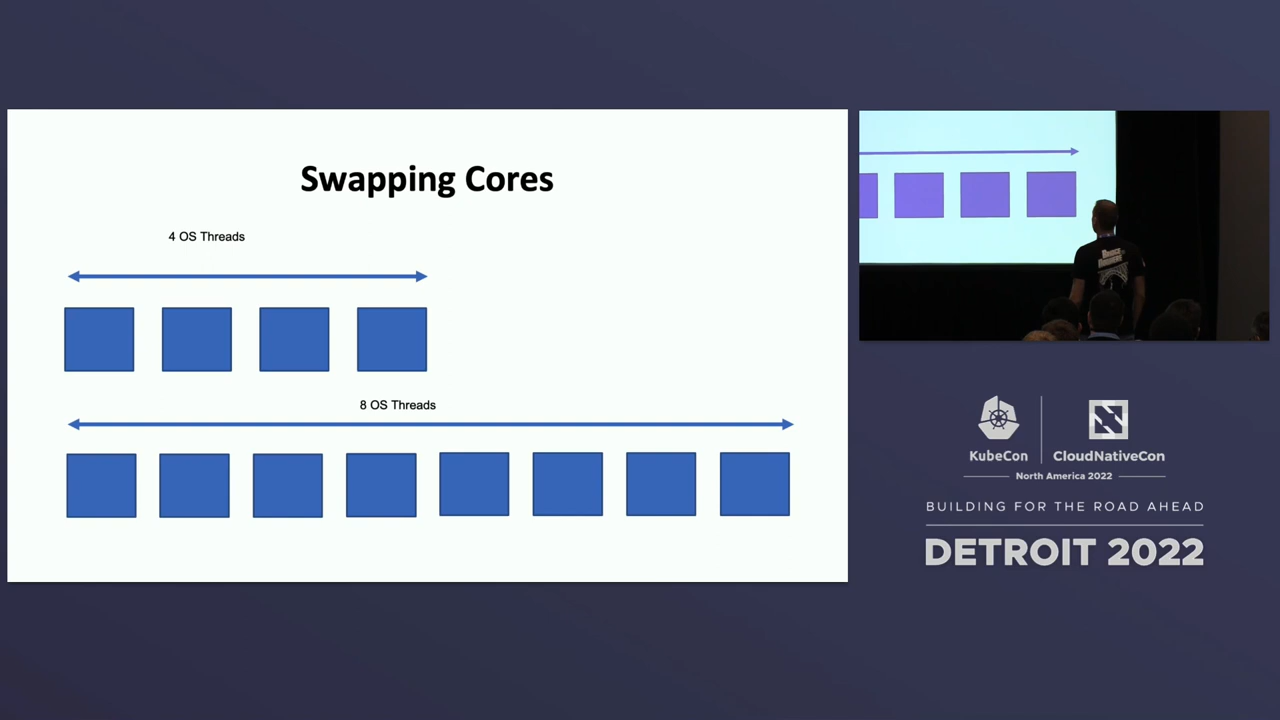 Swapping Cores
4 OS Threads
8 OS Threads
KubeCon
CloudNativeCon
North America 2022
BUILDING FOR THE ROAD AHEAD
DETROIT 2022